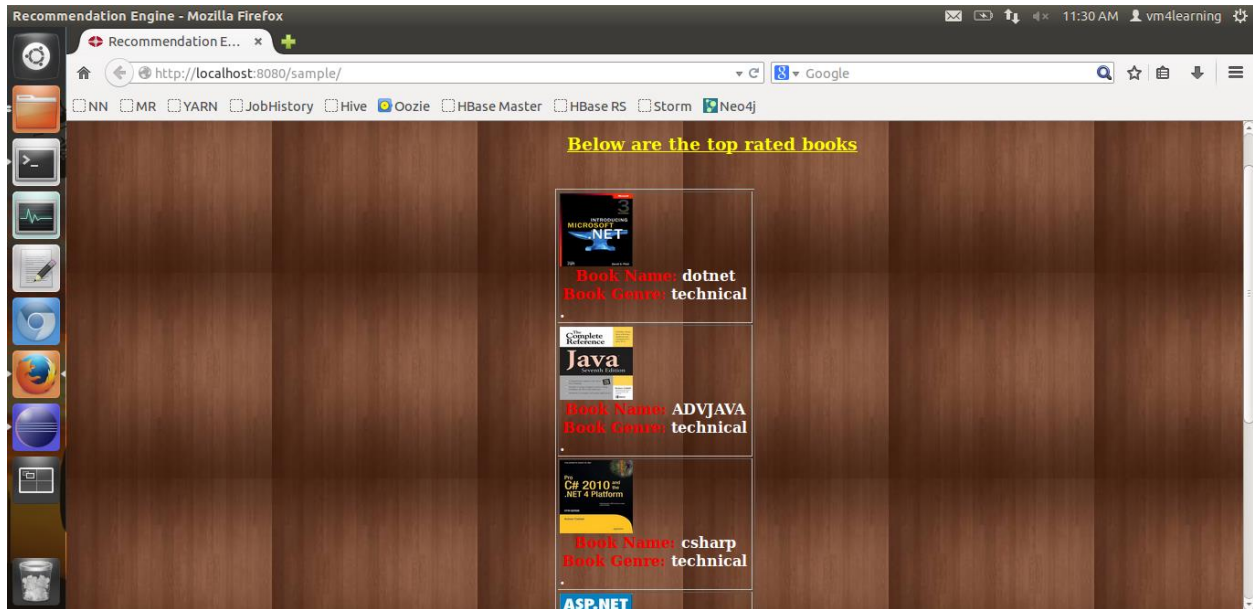 Recommendation Engine - Mozilla Firefox
11:30 AM vm4learning
Recommendation E...
http://localhost:8080/sample/
Google
NN MR YARN JobHistory Hive Oozie HBase Master HBase RS Storm Neo4j
Below are the top rated books
3
INTRODUCING
MICROSOFT
.NET
Book Name: dotnet
Book Genre: technical
.
The
Complete
Reference
Java
Seventh Edition
Book Name: ADVJAVA
Book Genre: technical
.
Pro
C# 2010 and the
.NET 4 Platform
Book Name: csharp
Book Genre: technical
.
ASP.NET